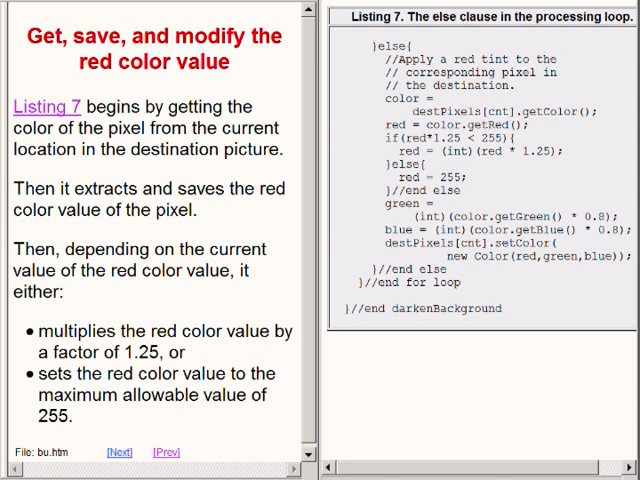 Get, save, and modify the
red color value
Listing 7 begins by getting the
color of the pixel from the current
location in the destination picture.
Then it extracts and saves the red
color value of the pixel.
Then, depending on the current
value of the red color value, it
either:
• multiplies the red color value by
a factor of 1.25, or
• sets the red color value to the
maximum allowable value of
255.
File: bu.htm [Next] [Prev]
Listing 7. The else clause in the processing loop.
}else{
//Apply a red tint to the
// corresponding pixel in
// the destination.
color =
destPixels[cnt].getColor();
red = color.getRed();
if(red*1.25 < 255){
red = (int)(red * 1.25);
}else{
red = 255;
}//end else
green =
(int)(color.getGreen() * 0.8);
blue = (int)(color.getBlue() * 0.8);
destPixels[cnt].setColor(
new Color(red,green,blue));
}//end else
}//end for loop
}//end darkenBackground